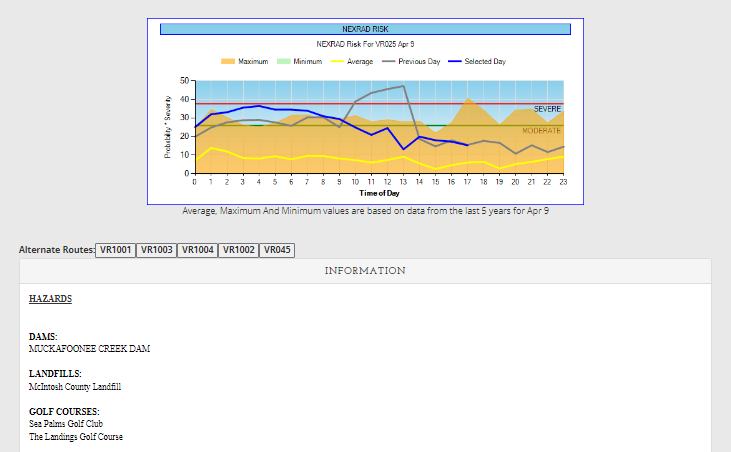 NEXRAD RISK
NEXRAD Risk For VR025 Apr 9
Maximum Minimum Average Previous Day Selected Day
Probability * Severity
50
40
30
20
10
0
SEVERE
MODERATE
0 1 2 3 4 5 6 7 8 9 10 11 12 13 14 15 16 17 18 19 20 21 22 23
Time of Day
Average, Maximum And Minimum values are based on data from the last 5 years for Apr 9
Alternate Routes: VR1001 VR1003 VR1004 VR1002 VR045
INFORMATION
HAZARDS
DAMS:
MUCKAFOONEE CREEK DAM
LANDFILLS:
McIntosh County Landfill
GOLF COURSES:
Sea Palms Golf Club
The Landings Golf Course